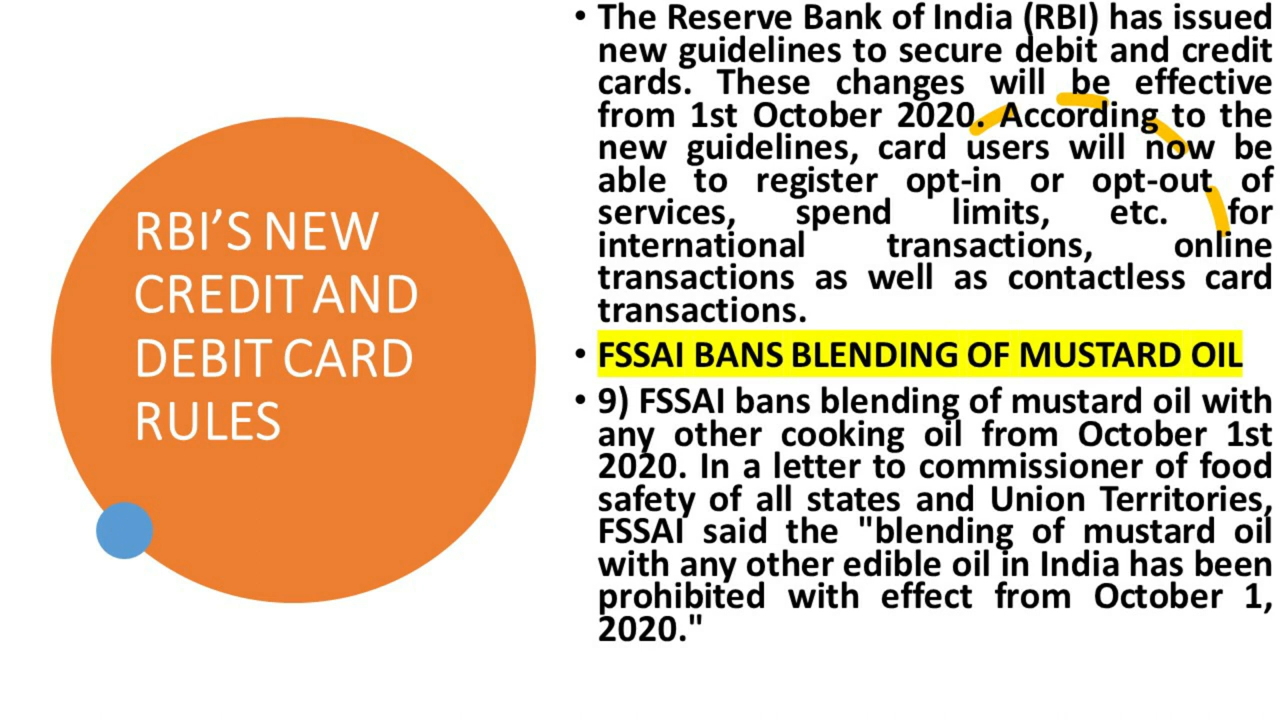 RBI’S NEW
CREDIT AND
DEBIT CARD
RULES
• The Reserve Bank of India (RBI) has issued
new guidelines to secure debit and credit
cards. These changes will be effective
from 1st October 2020. According to the
new guidelines, card users will now be
able to register opt-in or opt-out of
services, spend limits, etc. for
international transactions, online
transactions as well as contactless card
transactions.
• FSSAI BANS BLENDING OF MUSTARD OIL
• 9) FSSAI bans blending of mustard oil with
any other cooking oil from October 1st
2020. In a letter to commissioner of food
safety of all states and Union Territories,
FSSAI said the "blending of mustard oil
with any other edible oil in India has been
prohibited with effect from October 1,
2020."